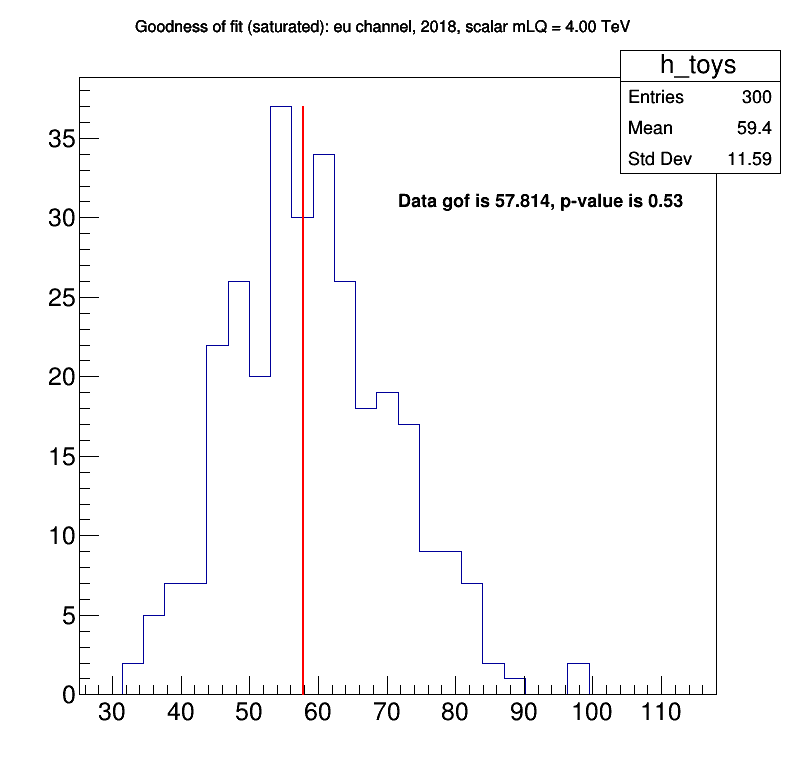 Goodness of fit (saturated): eu channel, 2018, scalar mLQ = 4.00 TeV
h_toys
Entries 300
Mean 59.4
Std Dev 11.59
Data gof is 57.814, p-value is 0.53
35
30
25
20
15
10
5
0
30 40 50 60 70 80 90 100 110